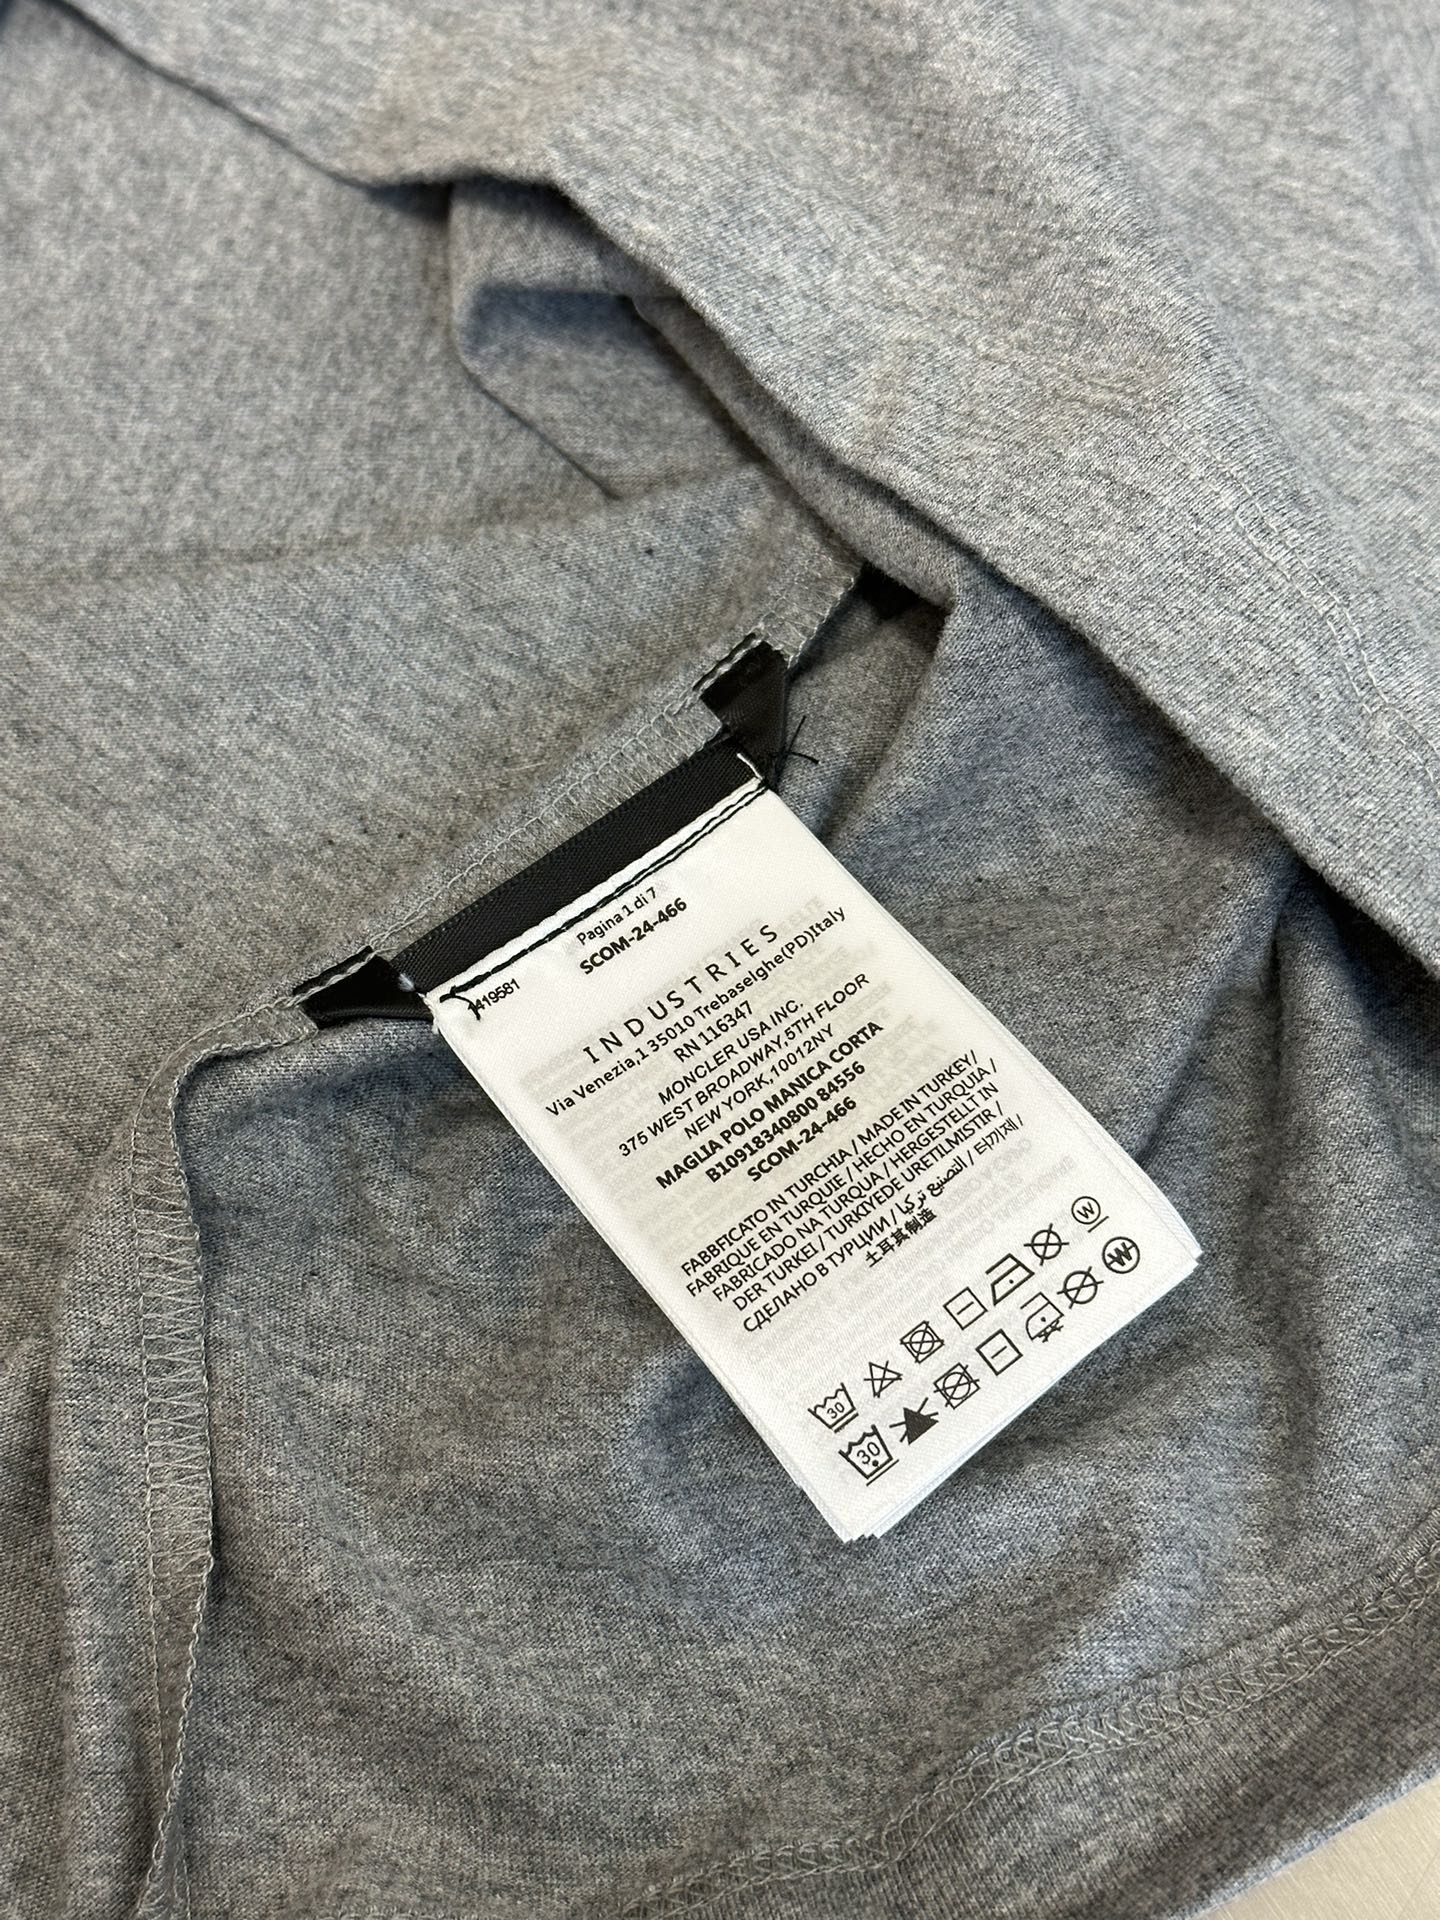 Pagina 1 di 7
SCOM-24-466
1419581
INDUSTRIES
Via Venezia,1 35010 Trebaselghe(PD)Italy
RN 116347
MONCLER USA INC.
375 WEST BROADWAY,5TH FLOOR
NEW YORK,10012NY
MAGLIA POLO MANICA CORTA
B10918340800 84556
SCOM-24-466
FABBFICATO IN TURCHIA / MADE IN TURKEY/
FABRIQUE EN TURQUIE / HECHO EN TURQUIA /
FABRICADO NA TURQUA / HERGESTELLT IN
DER TURKEI / TURKIYEDE URETILMISTIR /
СДЕЛАНО В ТУРЦИИ / التصنيع تركيا / 터키제 /
土耳其制造
30
W
30
W